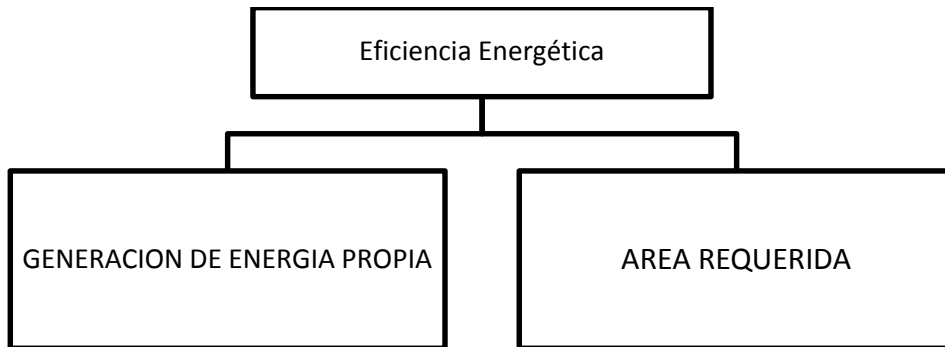 Eficiencia Energética
GENERACION DE ENERGIA PROPIA
AREA REQUERIDA